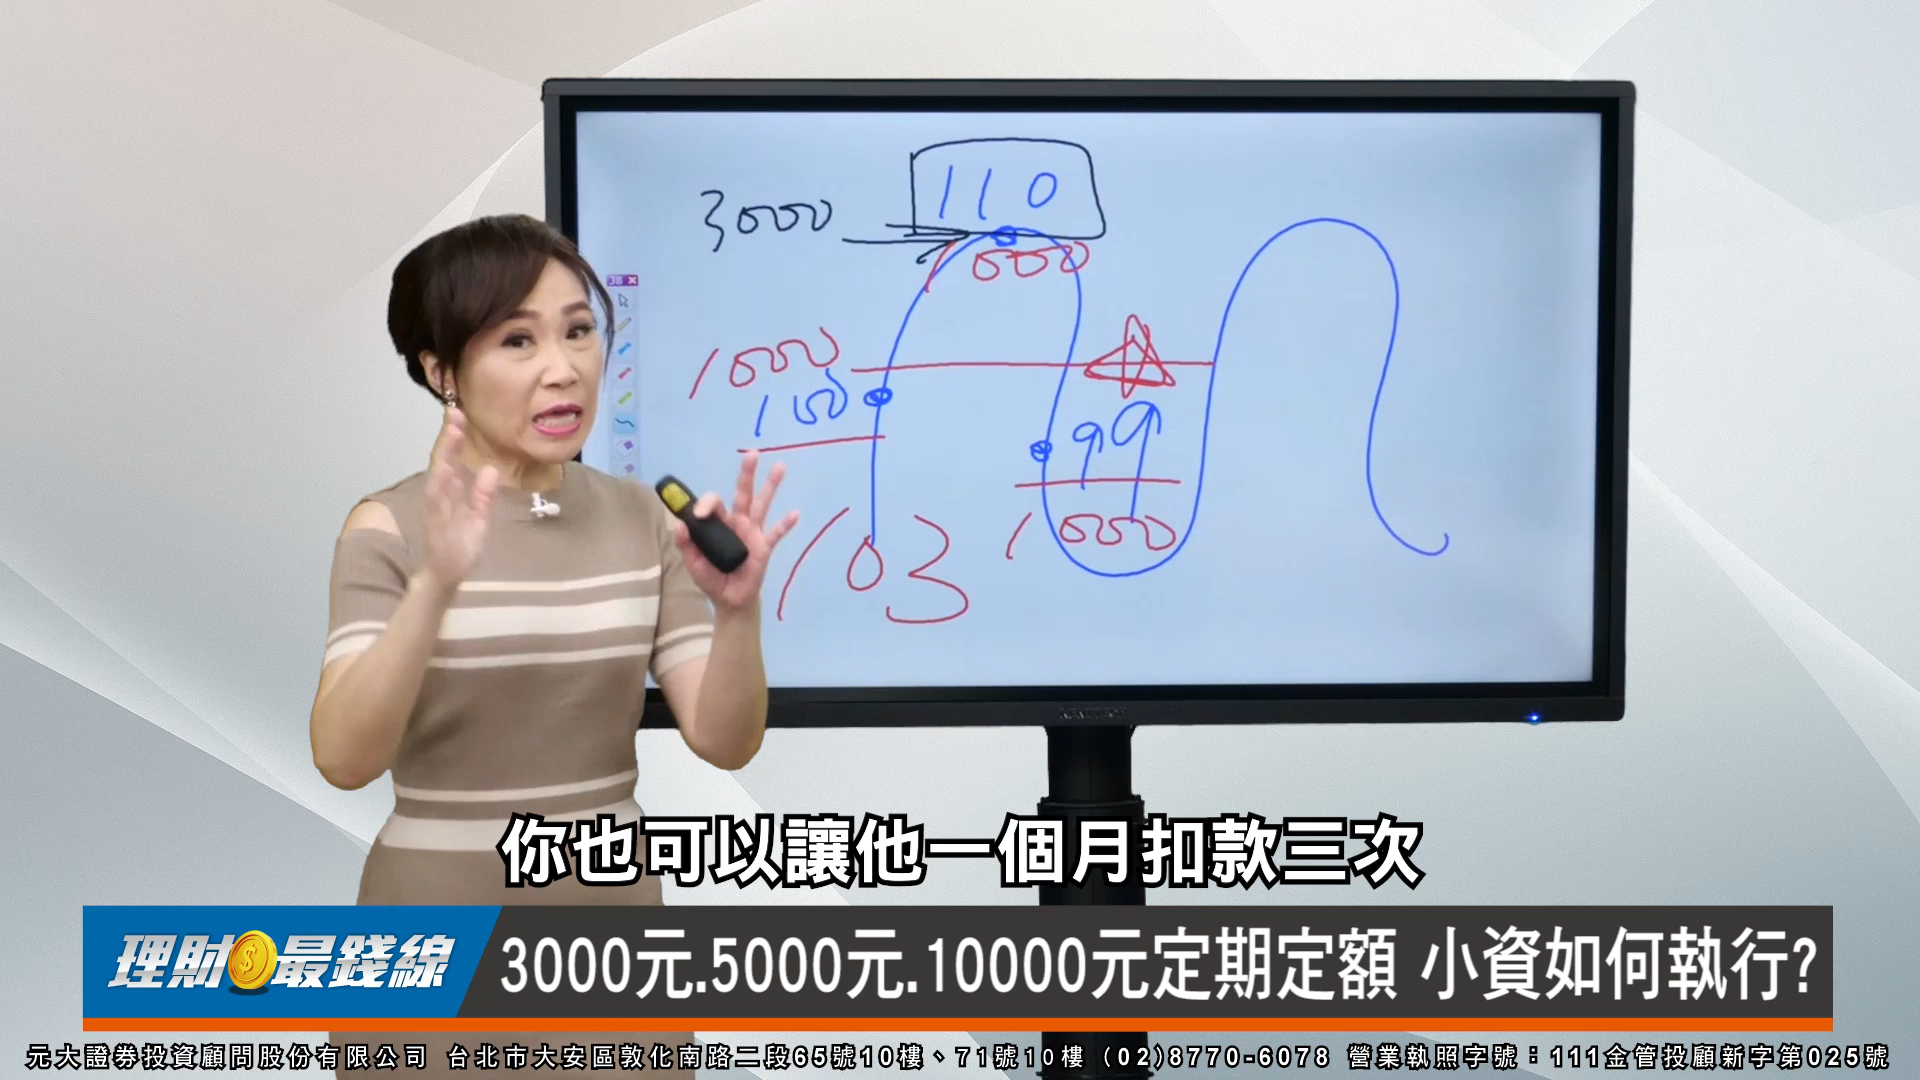 110
3000
1000
1000
100
99
1000
103
你也可以讓他一個月扣款三次
理財最錢線
3000元.5000元.10000元定期定額 小資如何執行?
元大證券投資顧問股份有限公司 台北市大安區敦化南路二段65號10樓、71號10樓 (02)8770-6078 營業執照字號：111金管投顧新字第025號